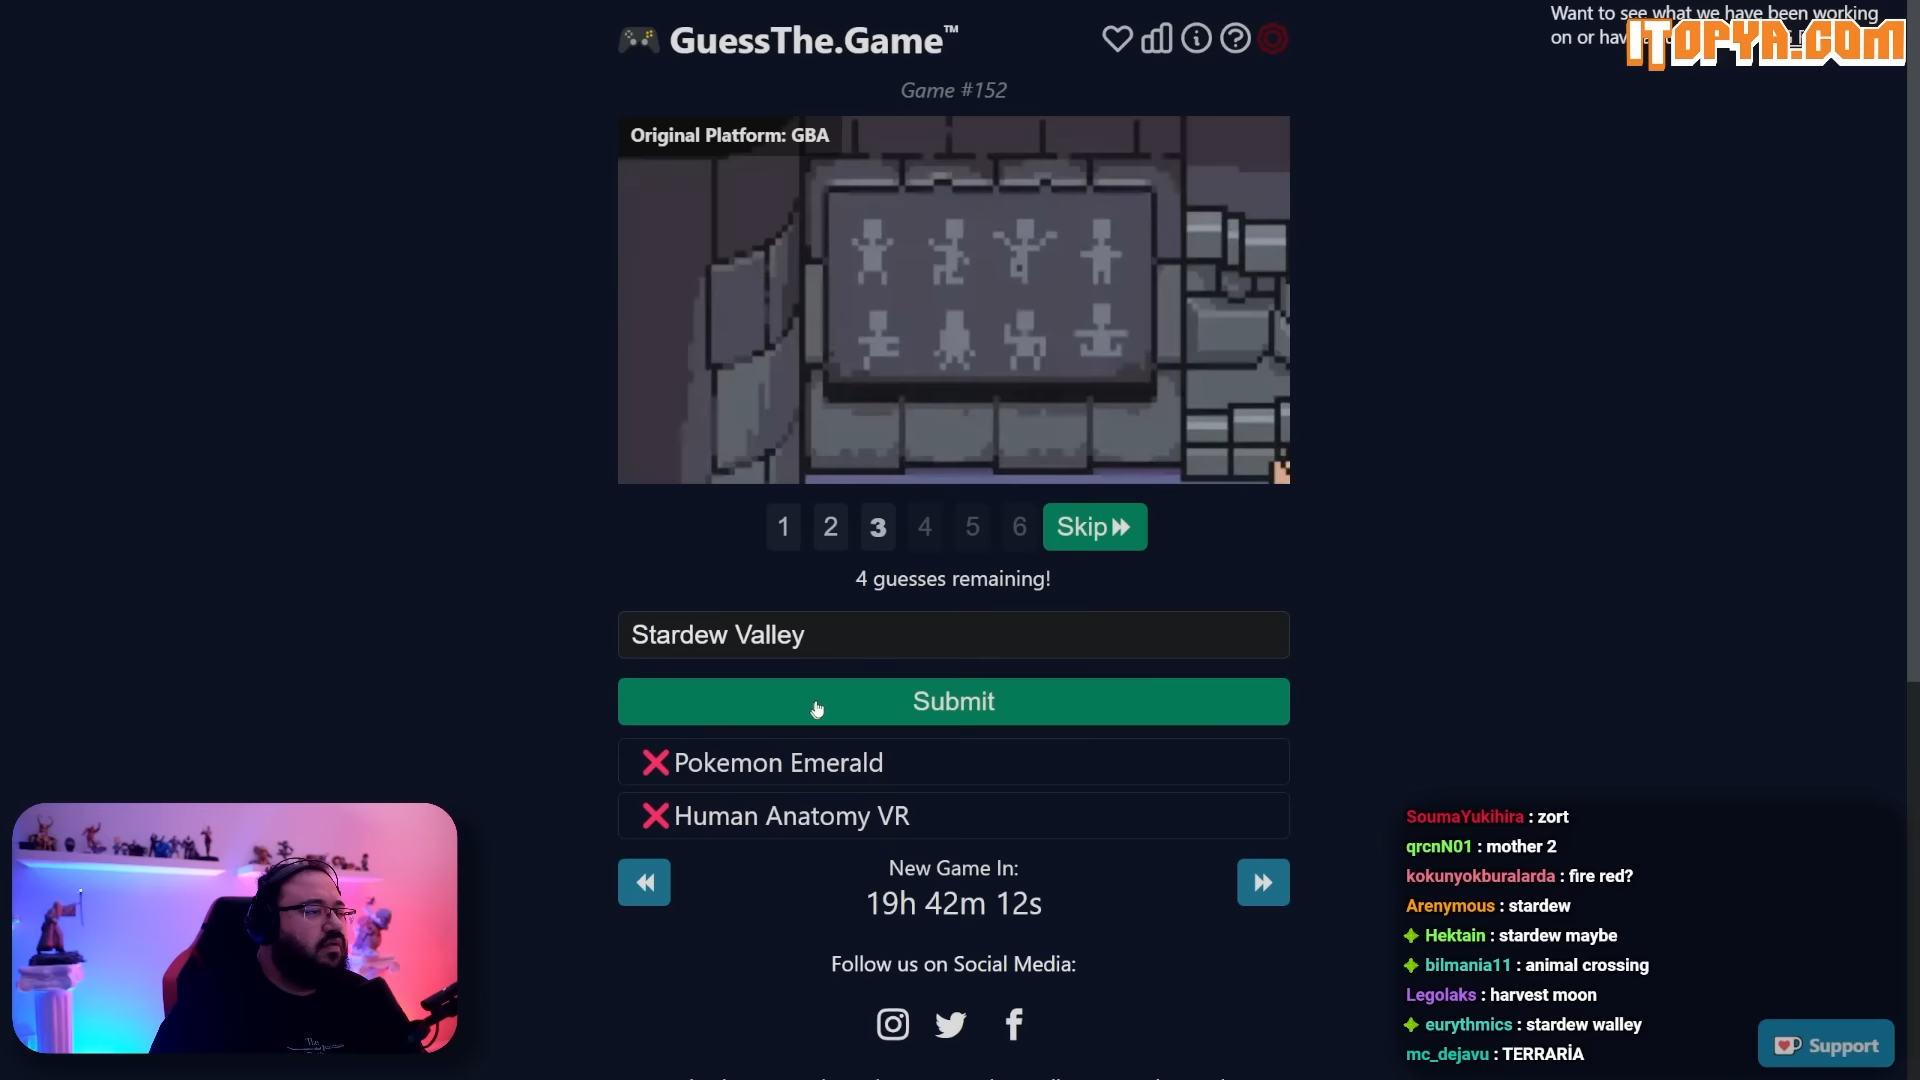 GuessThe.Game™
Want to see what we have been working
on or hav
iTOPYA.COM
Game #152
Original Platform: GBA
1 2 3 4 5 6 Skip
4 guesses remaining!
Stardew Valley
Submit
❌Pokemon Emerald
❌Human Anatomy VR
New Game In:
19h 42m 12s
Follow us on Social Media:
SoumaYukihira : zort
qrcnN01 : mother 2
kokunyokburalarda : fire red?
Arenymous : stardew
Hektain : stardew maybe
bilmania11 : animal crossing
Legolaks : harvest moon
eurythmics : stardew walley
mc_dejavu : TERRARİA
Support